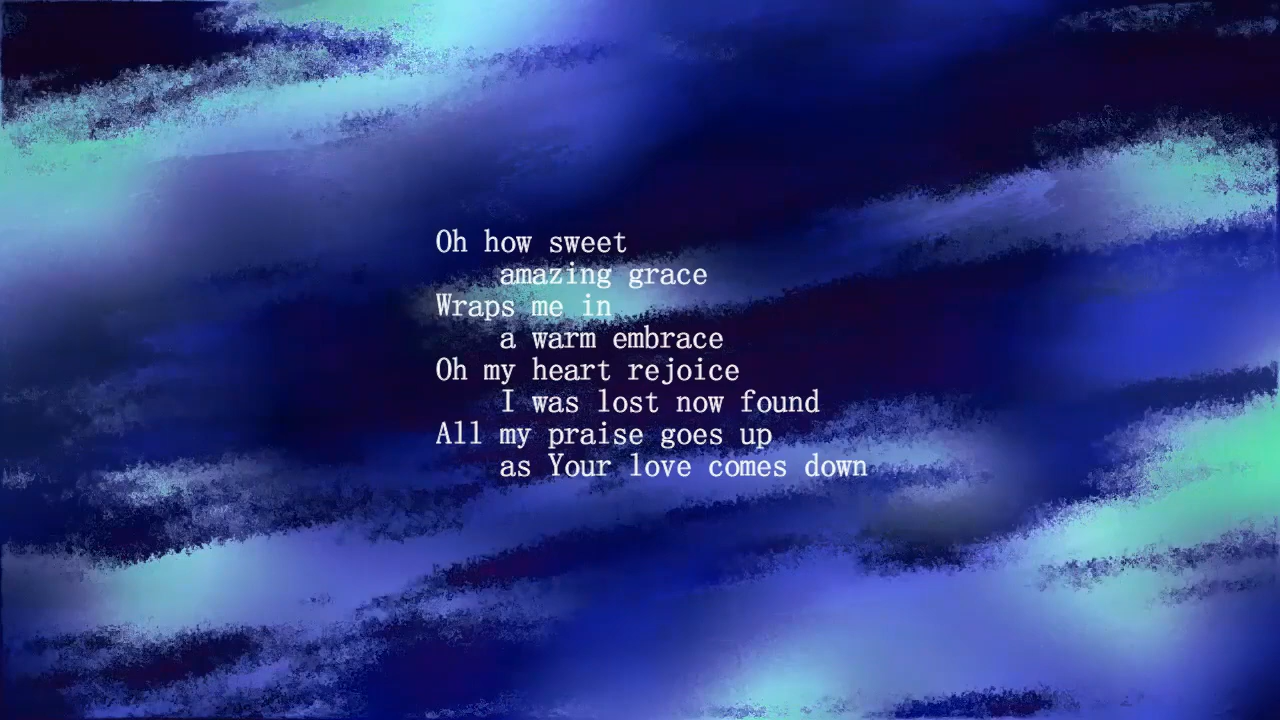 Oh how sweet
amazing grace
Wraps me in
a warm embrace
Oh my heart rejoice
I was lost now found
All my praise goes up
as Your love comes down